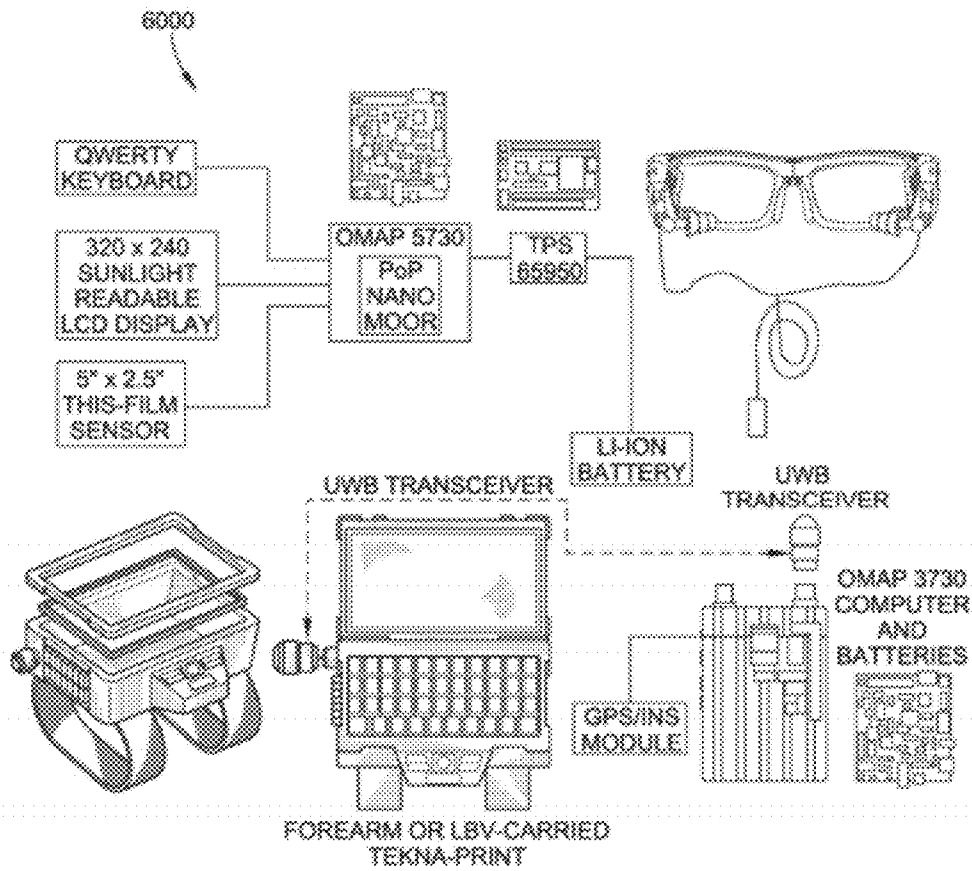 6000
QWERTY
KEYBOARD
320 x 240
SUNLIGHT
READABLE
LCD DISPLAY
5" x 2.5"
THIS-FILM
SENSOR
OMAP 5730
PoP
NANO
MOOR
TPS
65950
LI-ION
BATTERY
UWB TRANSCEIVER
UWB
TRANSCEIVER
OMAP 3730
COMPUTER
AND
BATTERIES
GPS/INS
MODULE
FOREARM OR LBV-CARRIED
TEKNA-PRINT